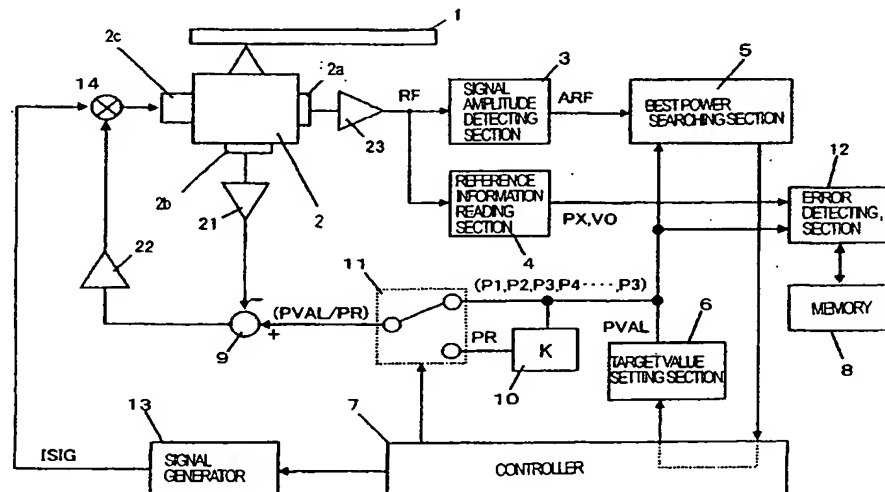 1
2c
14
2a
RF
3
SIGNAL
AMPLITUDE
DETECTING
SECTION
ARF
5
BEST POWER
SEARCHING SECTION
23
2b
2
21
REFERENCE
INFORMATION
READING
SECTION
PX,VO
4
12
ERROR
DETECTING,
SECTION
22
11
(P1,P2,P3,P4·····,P3)
MEMORY
8
–
+
9
(PVAL/PR)
PR
K
10
PVAL
6
TARGET VALUE
SETTING SECTION
13
ISIG
SIGNAL
GENERATOR
7
CONTROLLER